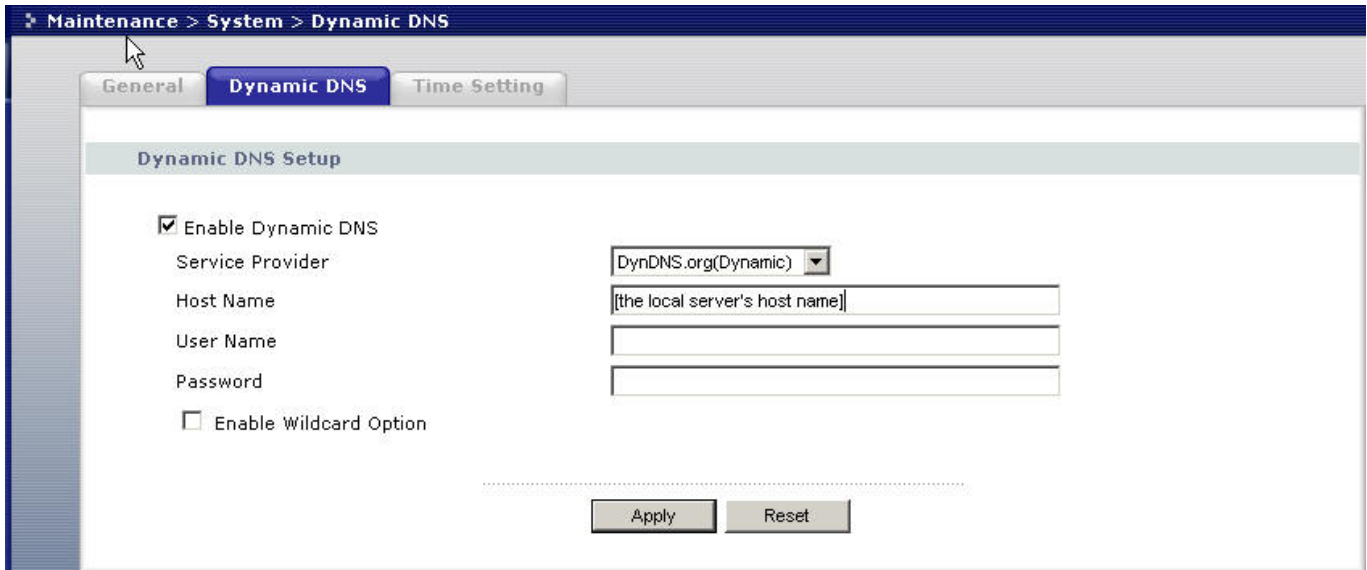 Maintenance > System > Dynamic DNS
General Dynamic DNS Time Setting
Dynamic DNS Setup
Enable Dynamic DNS
Service Provider DynDNS.org(Dynamic)
Host Name [the local server's host name]
User Name
Password
Enable Wildcard Option
Apply Reset